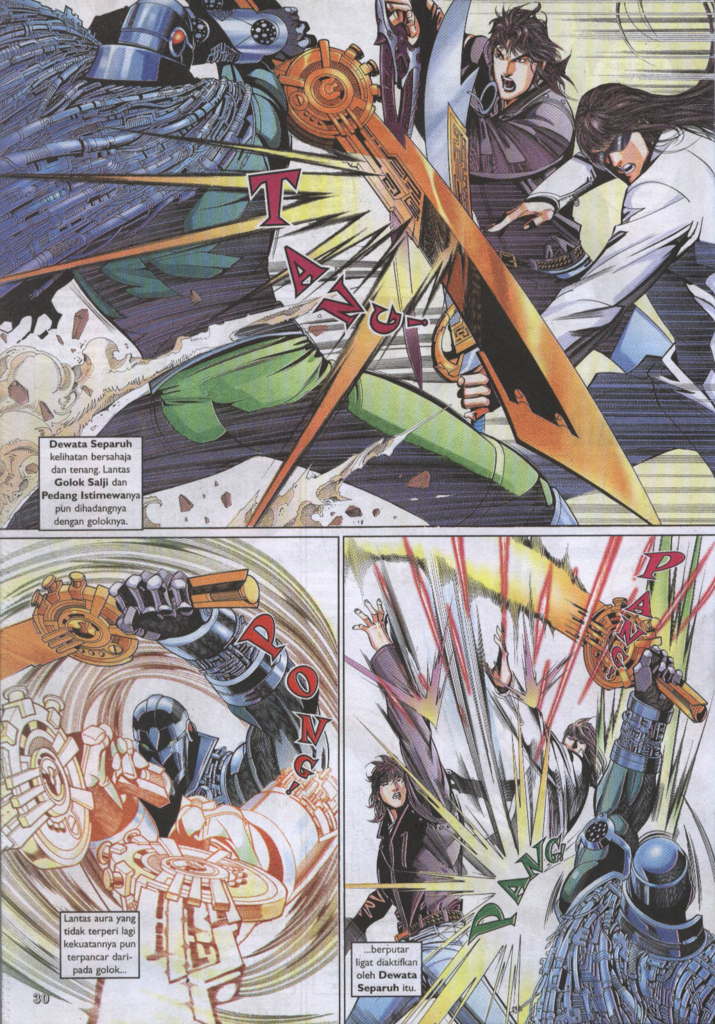 TANG!
Dewata Separuh
kelihatan bersahaja
dan tenang. Lantas
Golok Salji dan
Pedang Istimewanya
pun dihadangnya
dengan goloknya.
PONG!
Lantas aura yang
tidak terperi lagi
kekuatannya pun
terpancar dari-
pada golok...
PANG
PANG
...berputar
ligat diaktifkan
oleh Dewata
Separuh itu.
30